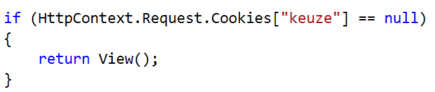 if (HttpContext.Request.Cookies["keuze"] == null)
{
    return View();
}